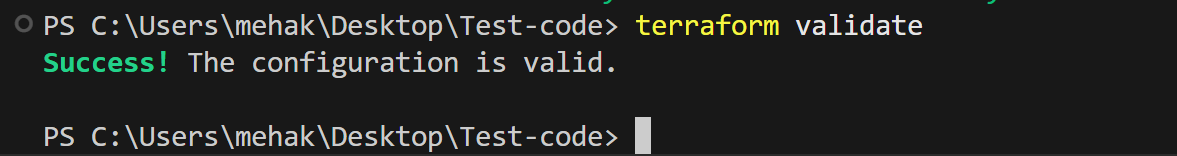 PS C:\Users\mehak\Desktop\Test-code> terraform validate
Success! The configuration is valid.
PS C:\Users\mehak\Desktop\Test-code>